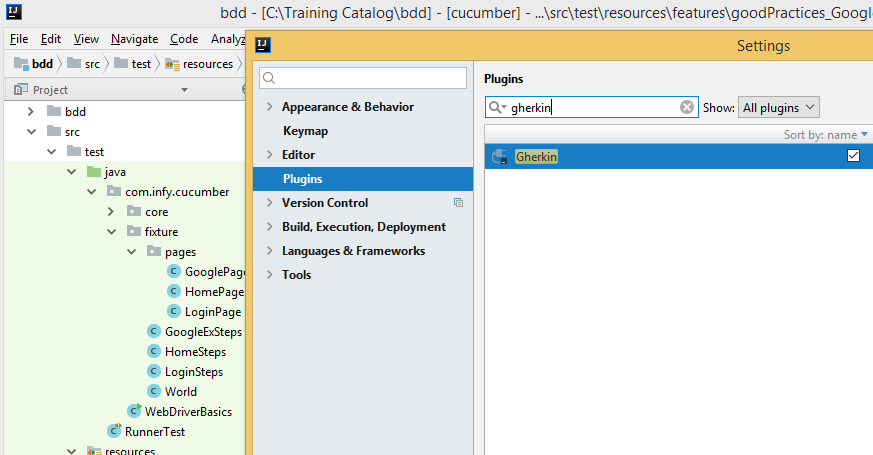 bdd - [C:\Training Catalog\bdd] - [cucumber] - ...\src\test\resources\features\goodPractices_Google
File Edit View Navigate Code
Settings
bdd src test resources
Project
bdd
src
test
java
com.infy.cucumber
core
fixture
pages
GooglePage
HomePage
LoginPage
GoogleExSteps
HomeSteps
LoginSteps
World
WebDriverBasics
RunnerTest
resources
Appearance & Behavior
Keymap
Editor
Plugins
Version Control
Build, Execution, Deployment
Languages & Frameworks
Tools
Plugins
gherkin Show: All plugins
Sort by: name
Gherkin